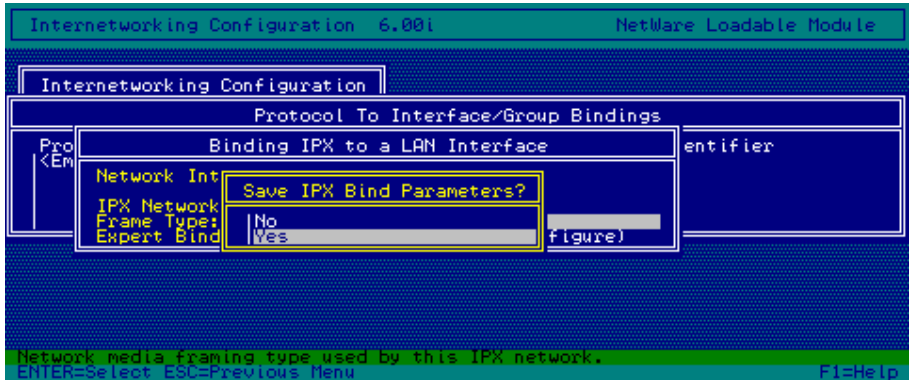 Internetworking Configuration 6.00i NetWare Loadable Module
Internetworking Configuration
Protocol To Interface/Group Bindings
Pro Binding IPX to a LAN Interface entifier
<Em
Network Int
Save IPX Bind Parameters?
IPX Network
Frame Type: No
Expert Bind Yes figure)
Network media framing type used by this IPX network.
ENTER=Select ESC=Previous Menu F1=Help